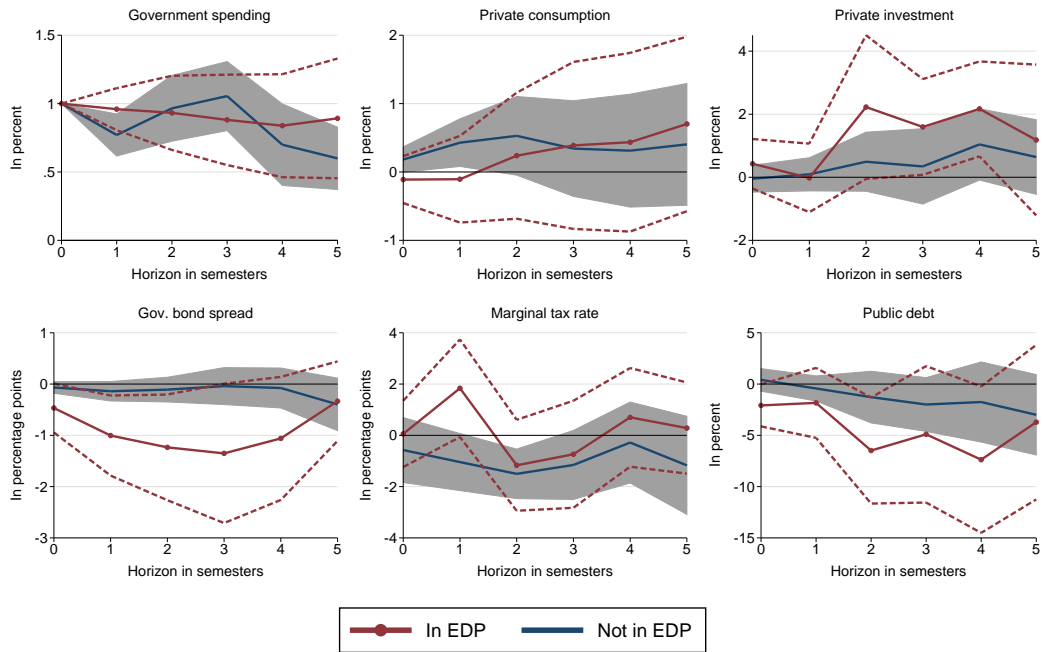 Government spending
Private consumption
Private investment
In percent
1.5
1
.5
0
0 1 2 3 4 5
Horizon in semesters
In percent
2
1
0
-1
0 1 2 3 4 5
Horizon in semesters
In percent
4
2
0
-2
0 1 2 3 4 5
Horizon in semesters
Gov. bond spread
Marginal tax rate
Public debt
In percentage points
1
0
-1
-2
-3
0 1 2 3 4 5
Horizon in semesters
In percentage points
4
2
0
-2
-4
0 1 2 3 4 5
Horizon in semesters
In percent
5
0
-5
-10
-15
0 1 2 3 4 5
Horizon in semesters
In EDP Not in EDP